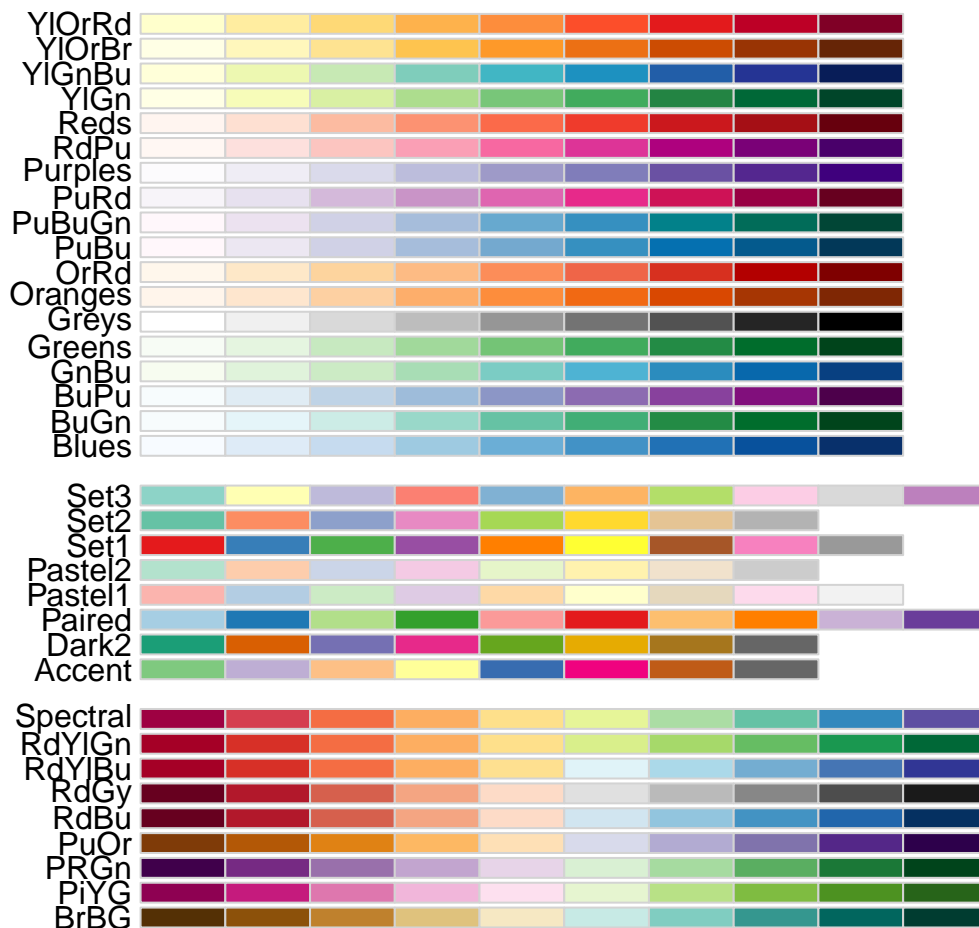 YlOrRd
YlOrBr
YlGnBu
YlGn
Reds
RdPu
Purples
PuRd
PuBuGn
PuBu
OrRd
Oranges
Greys
Greens
GnBu
BuPu
BuGn
Blues
Set3
Set2
Set1
Pastel2
Pastel1
Paired
Dark2
Accent
Spectral
RdYlGn
RdYlBu
RdGy
RdBu
PuOr
PRGn
PiYG
BrBG